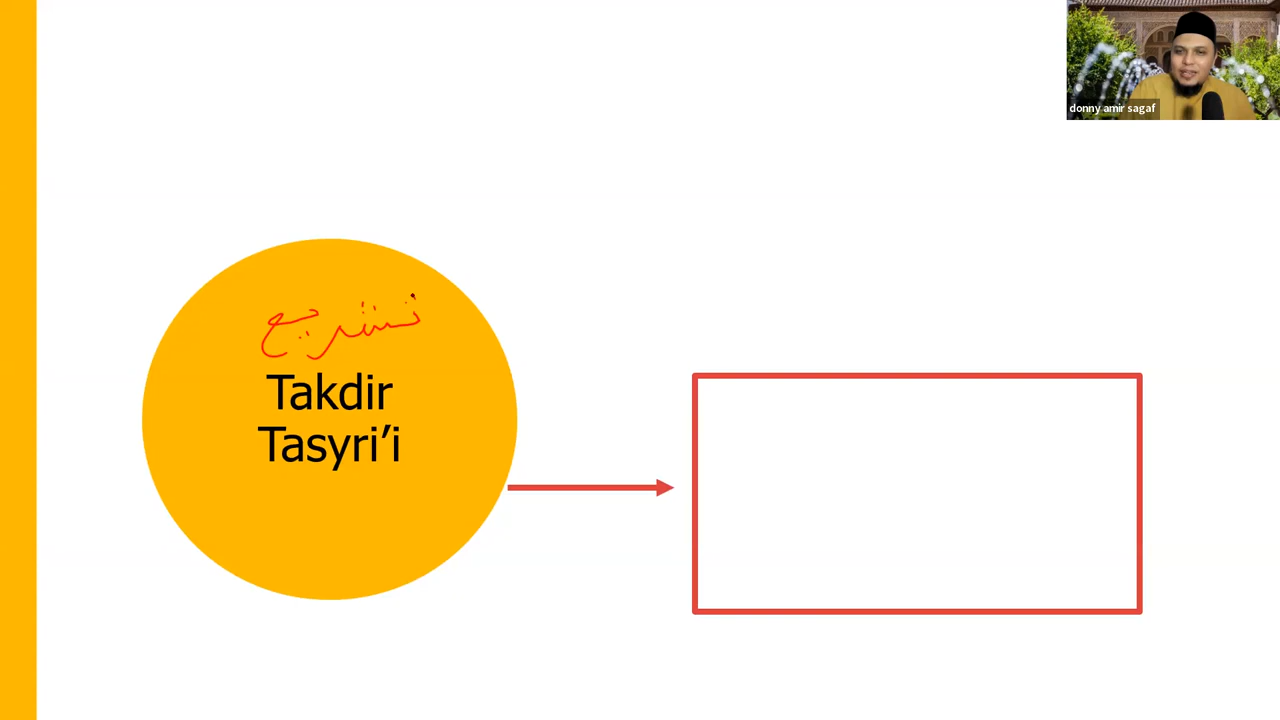 donny amir sagaf
تشريع
Takdir
Tasyri’i